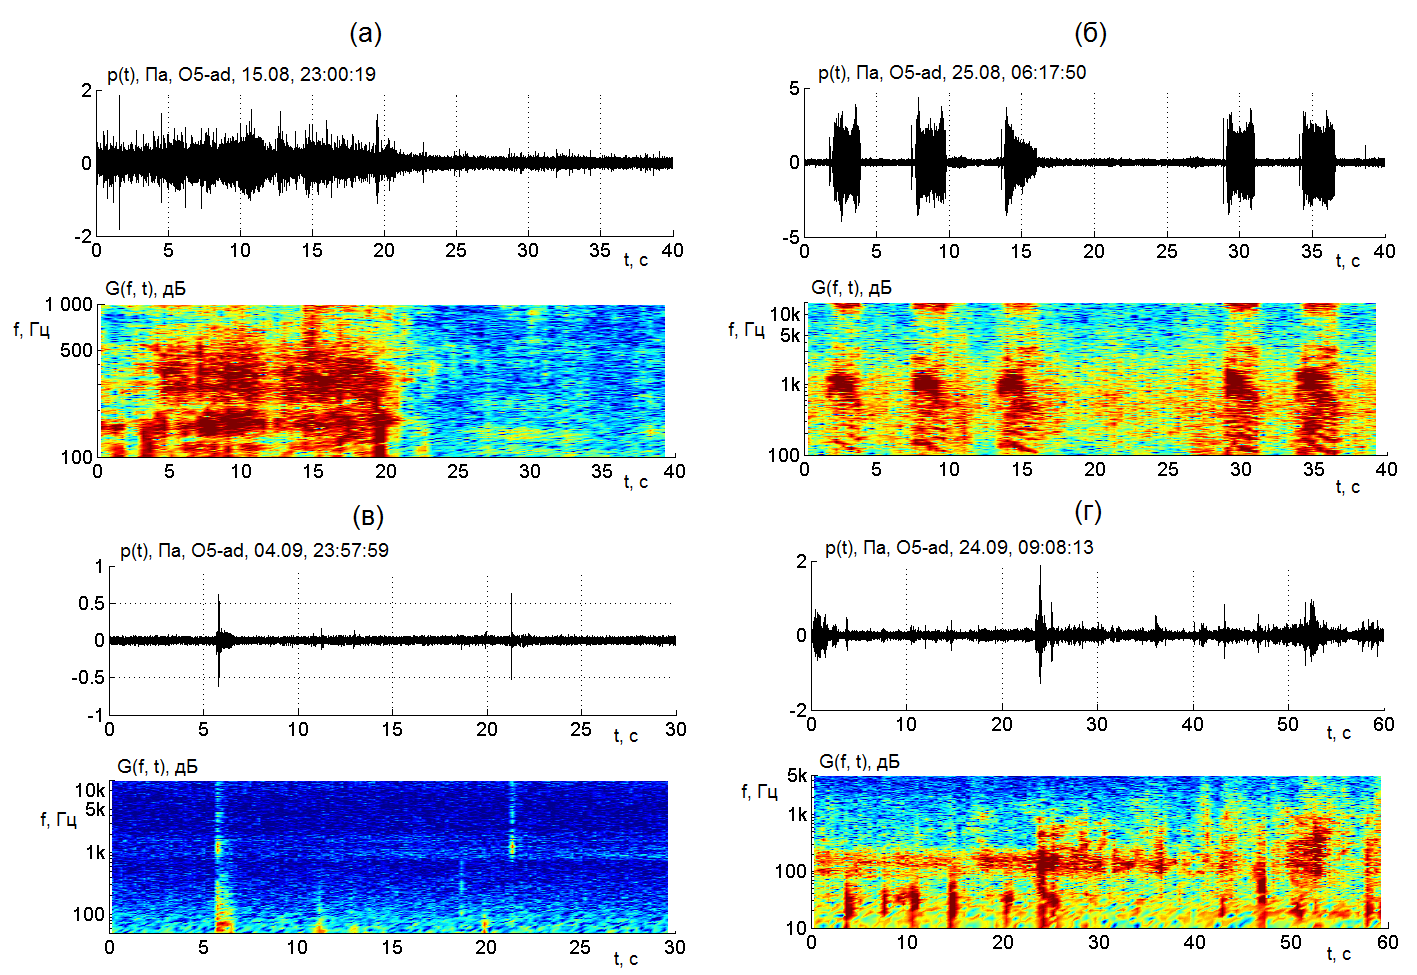 (а)
p(t), Па, O5-ad, 15.08, 23:00:19
2
0
-2
0 5 10 15 20 25 30 35 40
t, с
G(f, t), дБ
1 000
f, Гц
500
100
0 5 10 15 20 25 30 35 40
t, с
(б)
p(t), Па, O5-ad, 25.08, 06:17:50
5
0
-5
0 5 10 15 20 25 30 35 40
t, с
G(f, t), дБ
10k
f, Гц
5k
1k
100
0 5 10 15 20 25 30 35 40
t, с
(в)
p(t), Па, O5-ad, 04.09, 23:57:59
1
0.5
0
-0.5
-1
0 5 10 15 20 25 30
t, с
G(f, t), дБ
10k
5k
f, Гц
1k
100
0 5 10 15 20 25 30
t, с
(г)
p(t), Па, O5-ad, 24.09, 09:08:13
2
0
-2
0 10 20 30 40 50 60
t, с
G(f, t), дБ
5k
f, Гц
1k
100
10
0 10 20 30 40 50 60
t, с